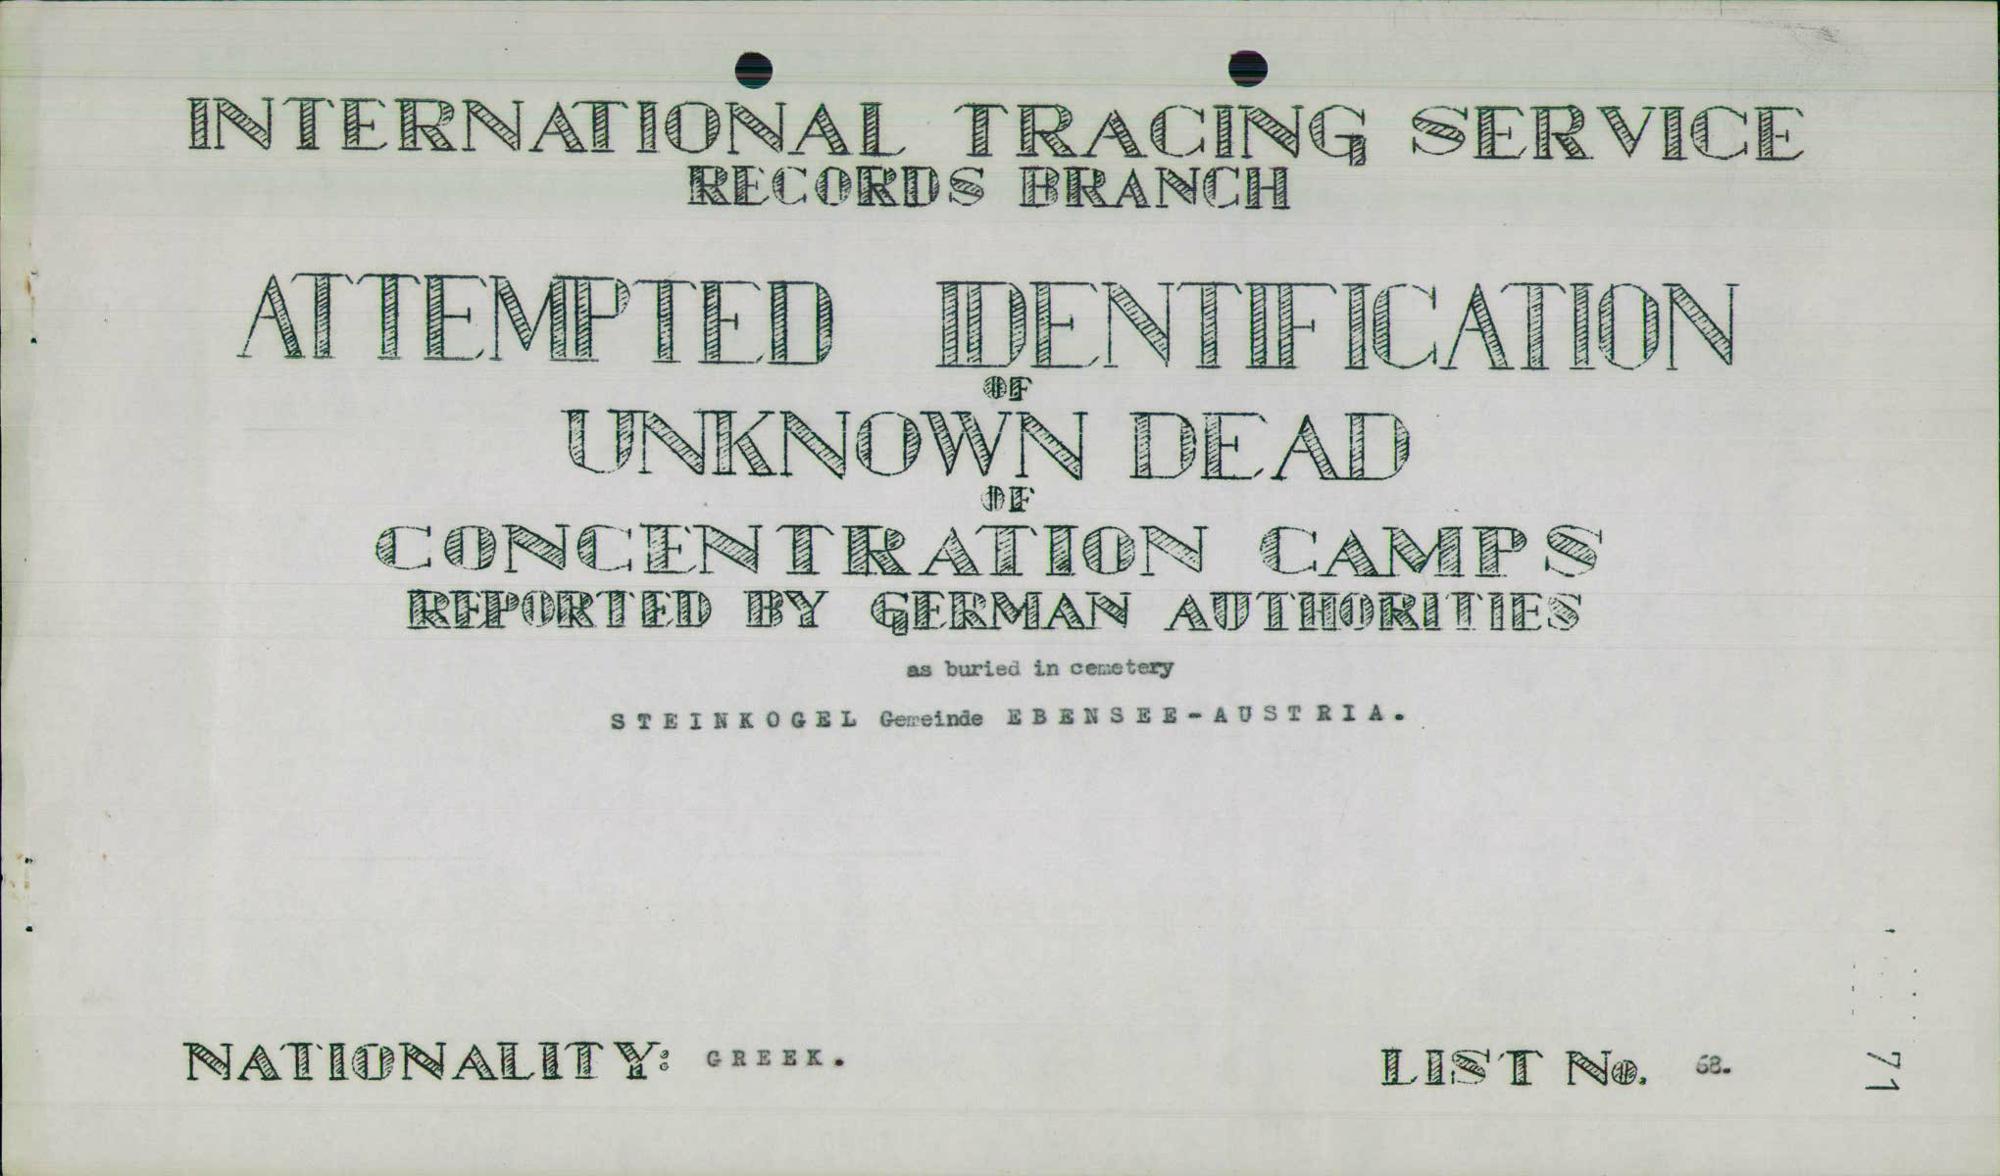 INTERNATIONAL TRACING SERVICE
RECORDS BRANCH
ATTEMPTED IDENTIFICATION
OF
UNKNOWN DEAD
OF
CONCENTRATION CAMPS
REPORTED BY GERMAN AUTHORITIES
as buried in cemetery
STEINKOGEL Gemeinde EBENSEE-AUSTRIA.
NATIONALITY: GREEK.
LIST No. 68.
71